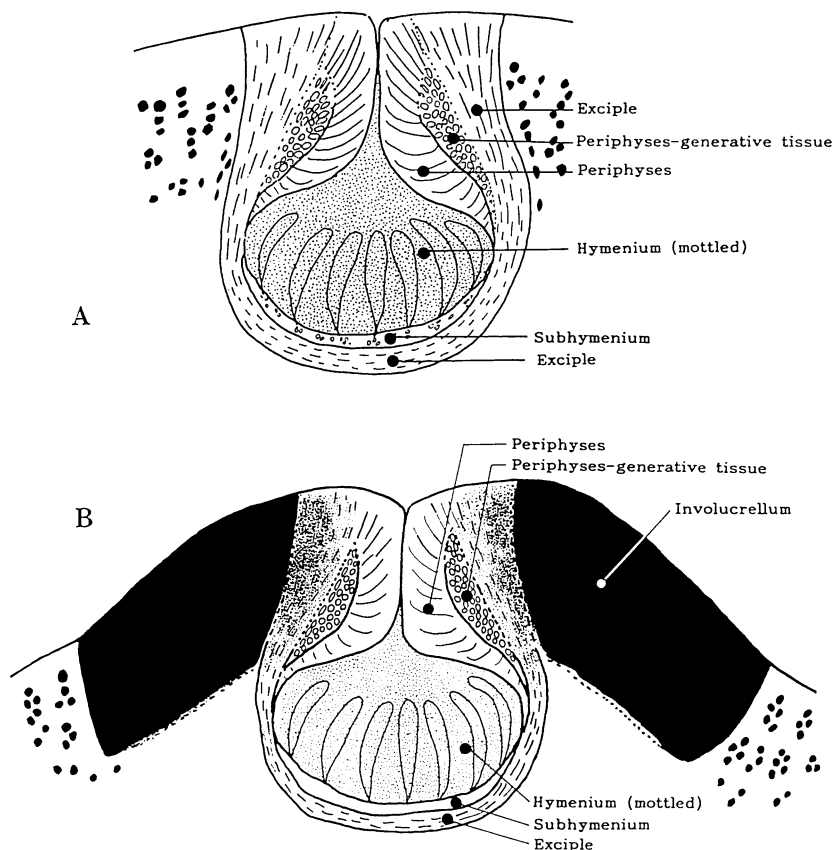 Exciple
Periphyses-generative tissue
Periphyses
Hymenium (mottled)
A
Subhymenium
Exciple
Periphyses
Periphyses-generative tissue
B
Involucrellum
Hymenium (mottled)
Subhymenium
Exciple